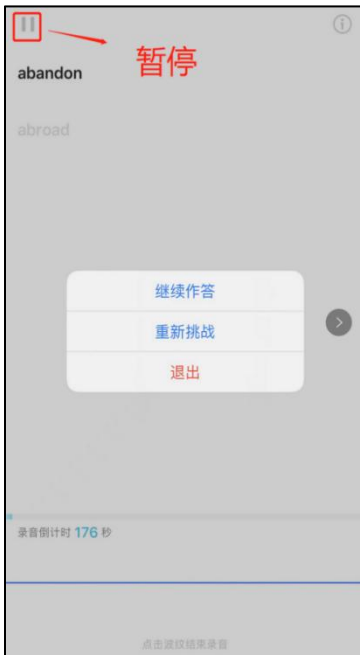 暂停
abandon
abroad
继续作答
重新挑战
退出
录音倒计时 176 秒
点击波纹结束录音